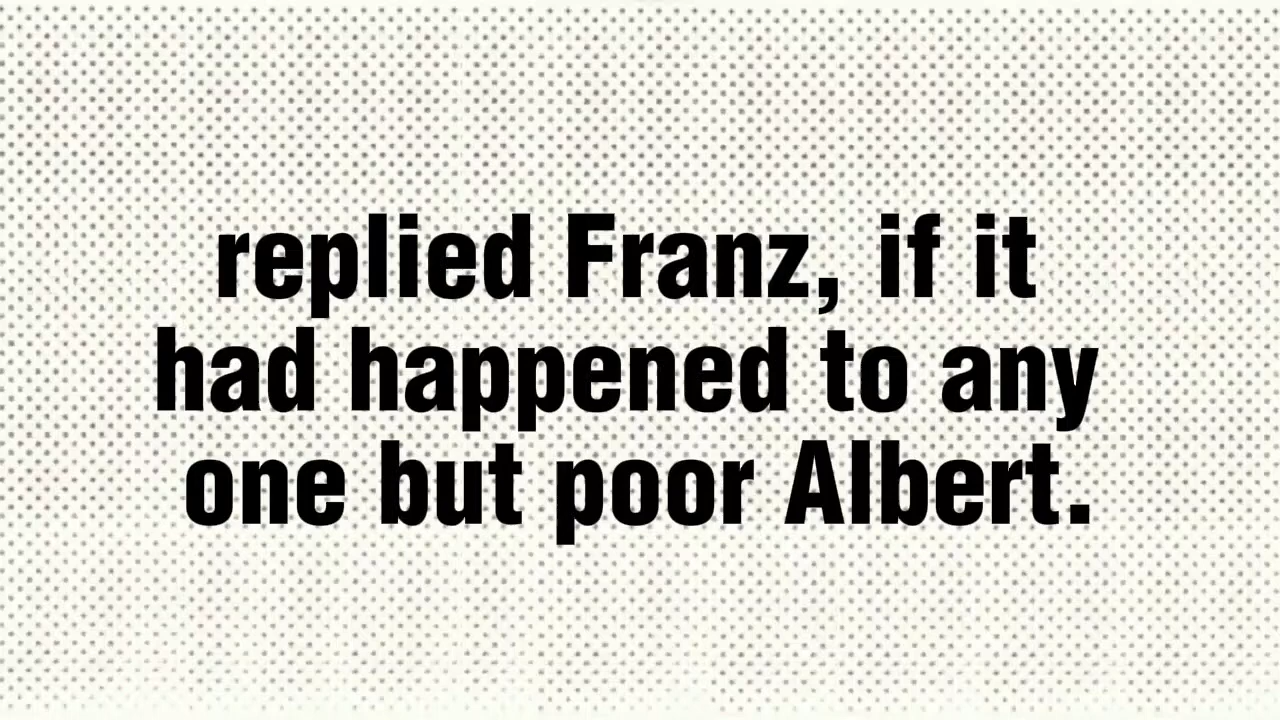 replied Franz, if it
had happened to any
one but poor Albert.